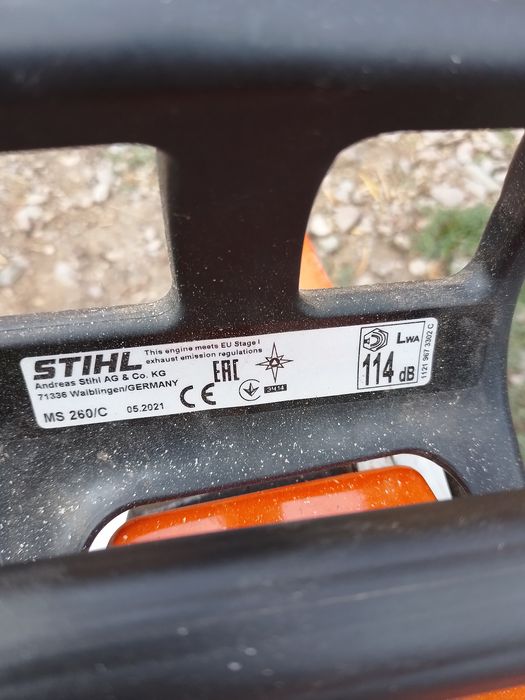 STIHL
This engine meets EU Stage I
exhaust emission regulations
Andreas Stihl AG & Co. KG
71336 Waiblingen/GERMANY
MS 260/C 05.2021
EAC
CE
LWA
114 dB
1121 967 3302 C